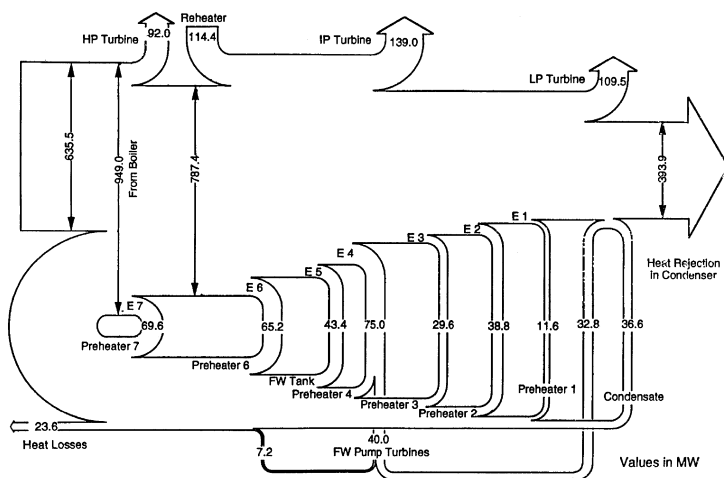 Reheater
HP Turbine
92.0
114.4
IP Turbine
139.0
LP Turbine
109.5
635.5
949.0
From Boiler
787.4
393.9
E 1
E 2
E 3
E 4
E 5
E 6
E 7
Heat Rejection
in Condenser
69.6
65.2
43.4
75.0
29.6
38.8
11.6
32.8
36.6
Preheater 7
Preheater 6
FW Tank
Preheater 4
Preheater 3
Preheater 2
Preheater 1
Condensate
23.6
Heat Losses
7.2
40.0
FW Pump Turbines
Values in MW